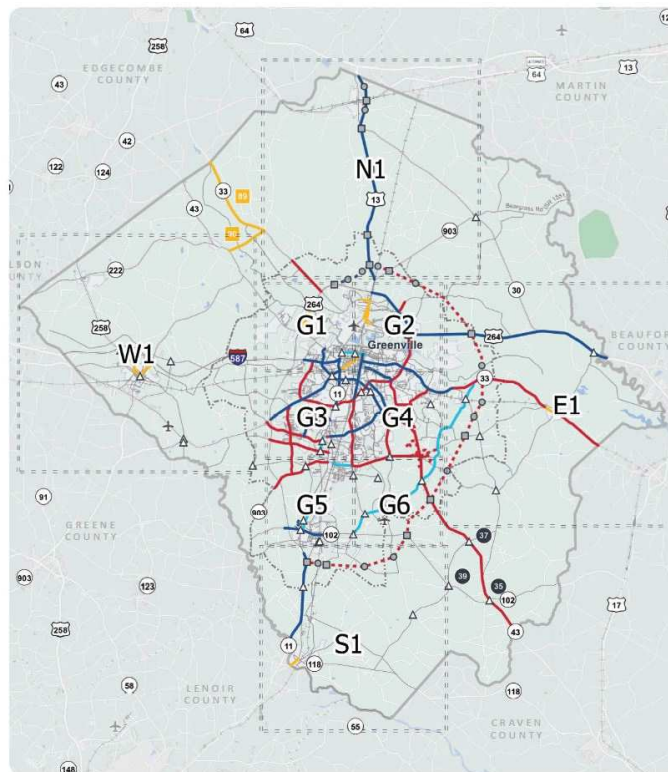 64
258
EDGECOMBE
COUNTY
43
13
64
MARTIN
COUNTY
42
122
124
33
89
90
43
N1
13
903
30
222
258
264
G1
G2
Greenville
264
BEAUFORT
COUNTY
W1
587
11
33
E1
G3
G4
91
GREENE
COUNTY
903
G5
G6
102
37
903
123
39
35
102
17
258
11
S1
43
118
58
LENOIR
COUNTY
118
CRAVEN
COUNTY
55
148